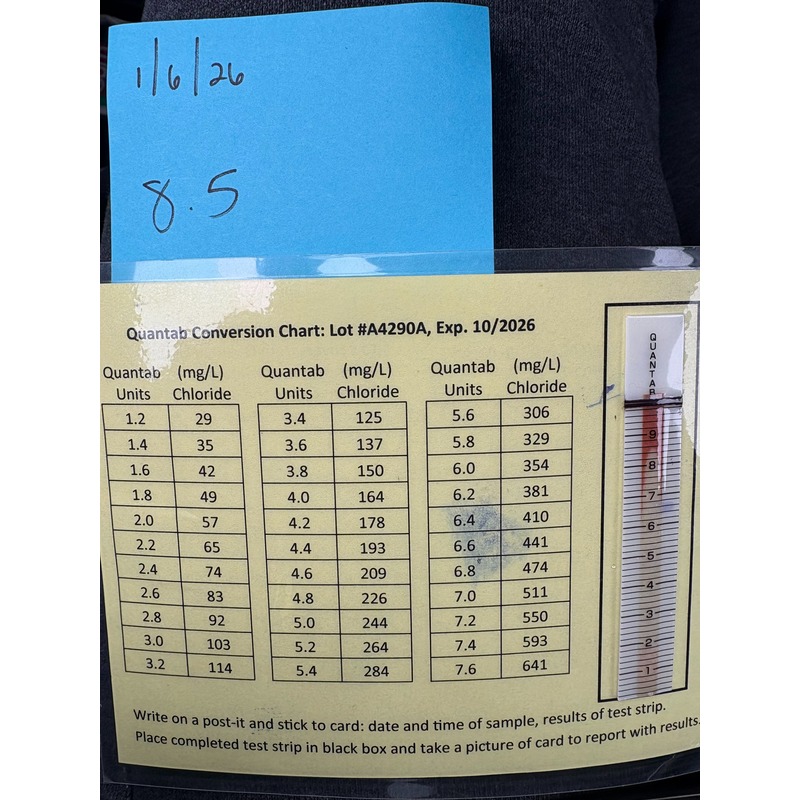 1/6/26
8.5
Quantab Conversion Chart: Lot #A4290A, Exp. 10/2026
Quantab (mg/L) Quantab (mg/L) Quantab (mg/L)
Units Chloride Units Chloride Units Chloride
1.2 29 3.4 125 5.6 306
1.4 35 3.6 137 5.8 329
1.6 42 3.8 150 6.0 354
1.8 49 4.0 164 6.2 381
2.0 57 4.2 178 6.4 410
2.2 65 4.4 193 6.6 441
2.4 74 4.6 209 6.8 474
2.6 83 4.8 226 7.0 511
2.8 92 5.0 244 7.2 550
3.0 103 5.2 264 7.4 593
3.2 114 5.4 284 7.6 641
QUANTAB
9
8
7
6
5
4
3
2
1
Write on a post-it and stick to card: date and time of sample, results of test strip.
Place completed test strip in black box and take a picture of card to report with results.